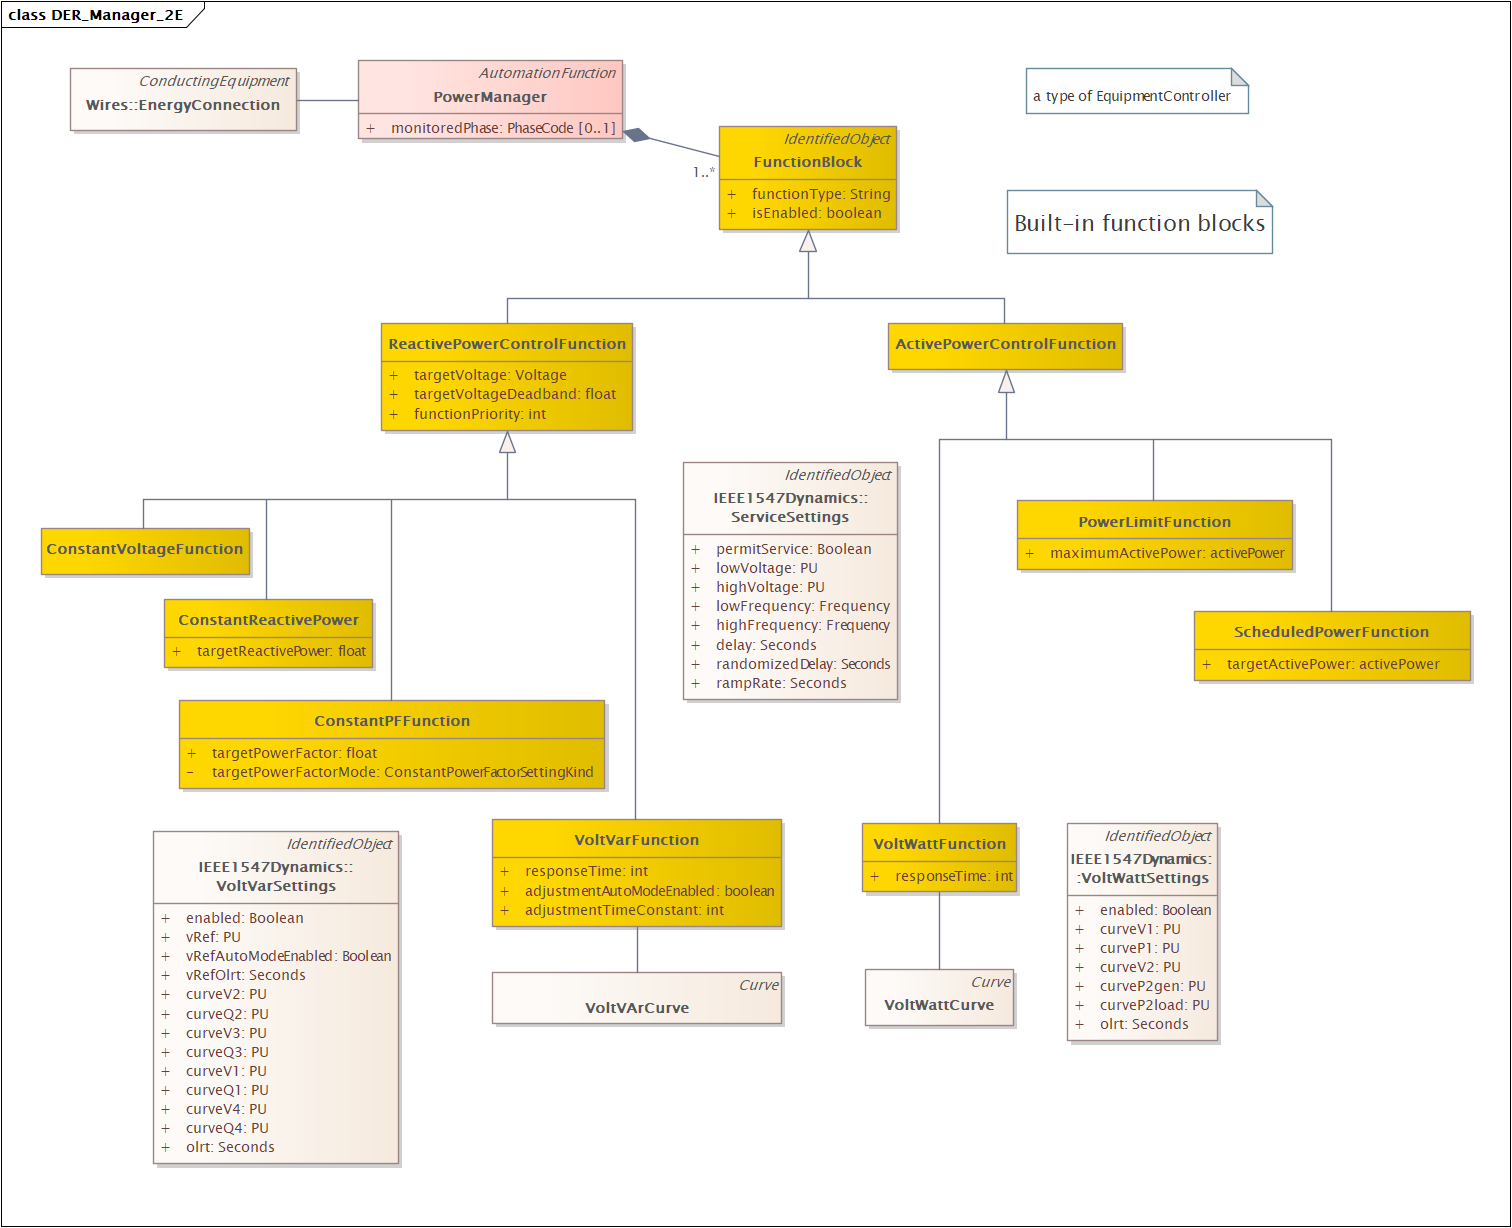 class DER_Manager_2E
ConductingEquipment
Wires::EnergyConnection
AutomationFunction
PowerManager
+ monitoredPhase: PhaseCode [0..1]
1..*
IdentifiedObject
FunctionBlock
+ functionType: String
+ isEnabled: boolean
a type of EquipmentController
Built-in function blocks
ReactivePowerControlFunction
+ targetVoltage: Voltage
+ targetVoltageDeadband: float
+ functionPriority: int
ActivePowerControlFunction
ConstantVoltageFunction
ConstantReactivePower
+ targetReactivePower: float
ConstantPFFunction
+ targetPowerFactor: float
- targetPowerFactorMode: ConstantPowerFactorSettingKind
IdentifiedObject
IEEE1547Dynamics::
ServiceSettings
+ permitService: Boolean
+ lowVoltage: PU
+ highVoltage: PU
+ lowFrequency: Frequency
+ highFrequency: Frequency
+ delay: Seconds
+ randomizedDelay: Seconds
+ rampRate: Seconds
PowerLimitFunction
+ maximumActivePower: activePower
ScheduledPowerFunction
+ targetActivePower: activePower
IdentifiedObject
IEEE1547Dynamics::
VoltVarSettings
+ enabled: Boolean
+ vRef: PU
+ vRefAutoModeEnabled: Boolean
+ vRefOlrt: Seconds
+ curveV2: PU
+ curveQ2: PU
+ curveV3: PU
+ curveQ3: PU
+ curveV1: PU
+ curveQ1: PU
+ curveV4: PU
+ curveQ4: PU
+ olrt: Seconds
VoltVarFunction
+ responseTime: int
+ adjustmentAutoModeEnabled: boolean
+ adjustmentTimeConstant: int
Curve
VoltVArCurve
VoltWattFunction
+ responseTime: int
Curve
VoltWattCurve
IdentifiedObject
IEEE1547Dynamics:
:VoltWattSettings
+ enabled: Boolean
+ curveV1: PU
+ curveP1: PU
+ curveV2: PU
+ curveP2gen: PU
+ curveP2load: PU
+ olrt: Seconds